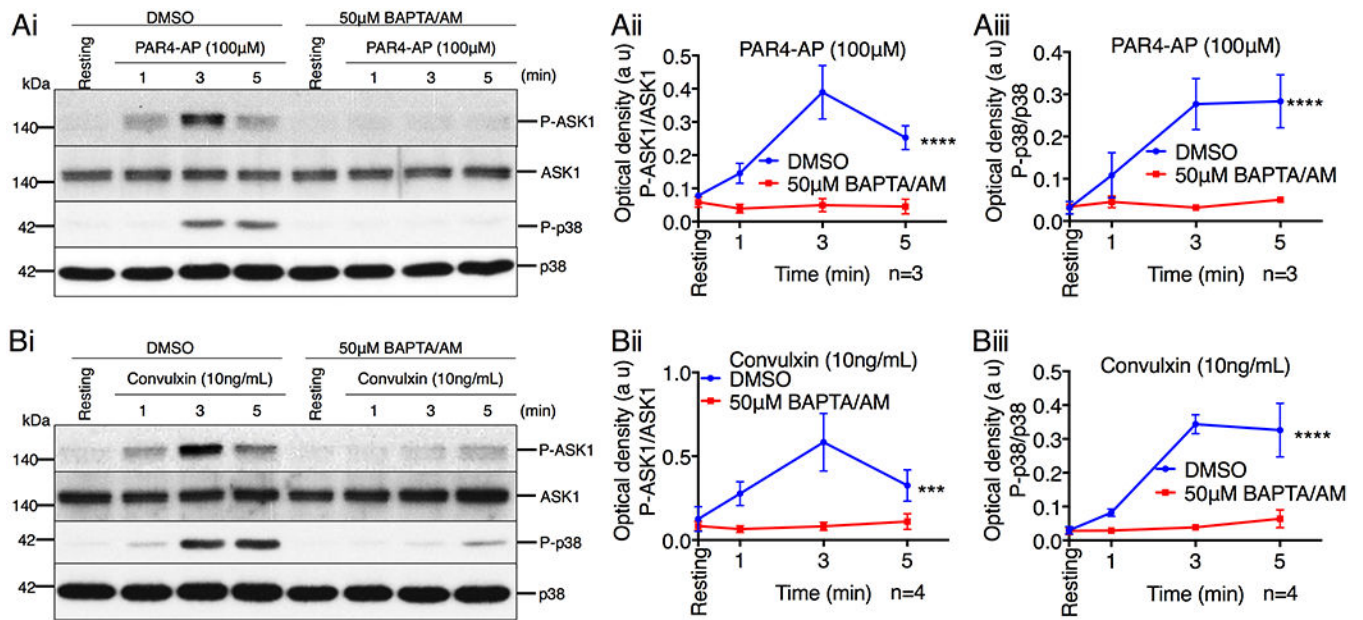 Ai
DMSO 50µM BAPTA/AM
Resting PAR4-AP (100µM) Resting PAR4-AP (100µM)
kDa 1 3 5 1 3 5 (min)
140 P-ASK1
140 ASK1
42 P-p38
42 p38
Aii
PAR4-AP (100µM)
Optical density (a u)
P-ASK1/ASK1
0.5
0.4
0.3
0.2
0.1
0.0
DMSO
50µM BAPTA/AM
****
Resting 1 3 5
Time (min) n=3
Aiii
PAR4-AP (100µM)
Optical density (a u)
P-p38/p38
0.4
0.3
0.2
0.1
0.0
DMSO
50µM BAPTA/AM
****
Resting 1 3 5
Time (min) n=3
Bi
DMSO 50µM BAPTA/AM
Resting Convulxin (10ng/mL) Resting Convulxin (10ng/mL)
kDa 1 3 5 1 3 5 (min)
140 P-ASK1
140 ASK1
42 P-p38
42 p38
Bii
Convulxin (10ng/mL)
Optical density (a u)
P-ASK1/ASK1
1.0
0.5
0.0
DMSO
50µM BAPTA/AM
***
Resting 1 3 5
Time (min) n=4
Biii
Convulxin (10ng/mL)
Optical density (a u)
P-p38/p38
0.5
0.4
0.3
0.2
0.1
0.0
DMSO
50µM BAPTA/AM
****
Resting 1 3 5
Time (min) n=4